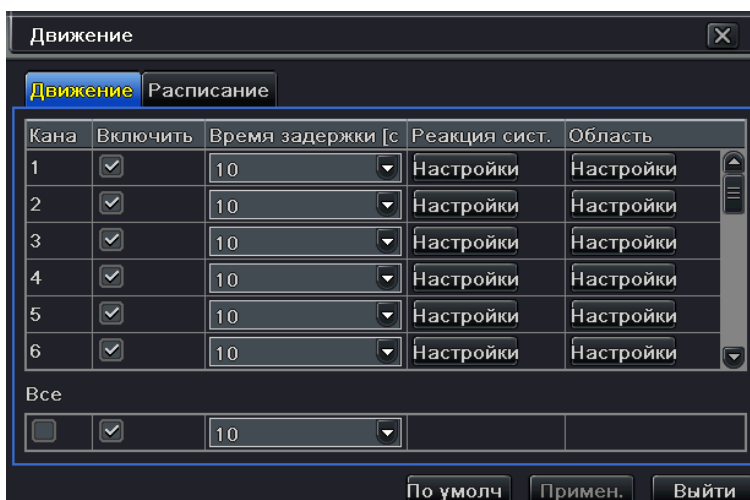 Движение
Движение Расписание
Кана Включить Время задержки [с Реакция сист. Область
1 10 Настройки Настройки
2 10 Настройки Настройки
3 10 Настройки Настройки
4 10 Настройки Настройки
5 10 Настройки Настройки
6 10 Настройки Настройки
Все
10
По умолч Примен. Выйти